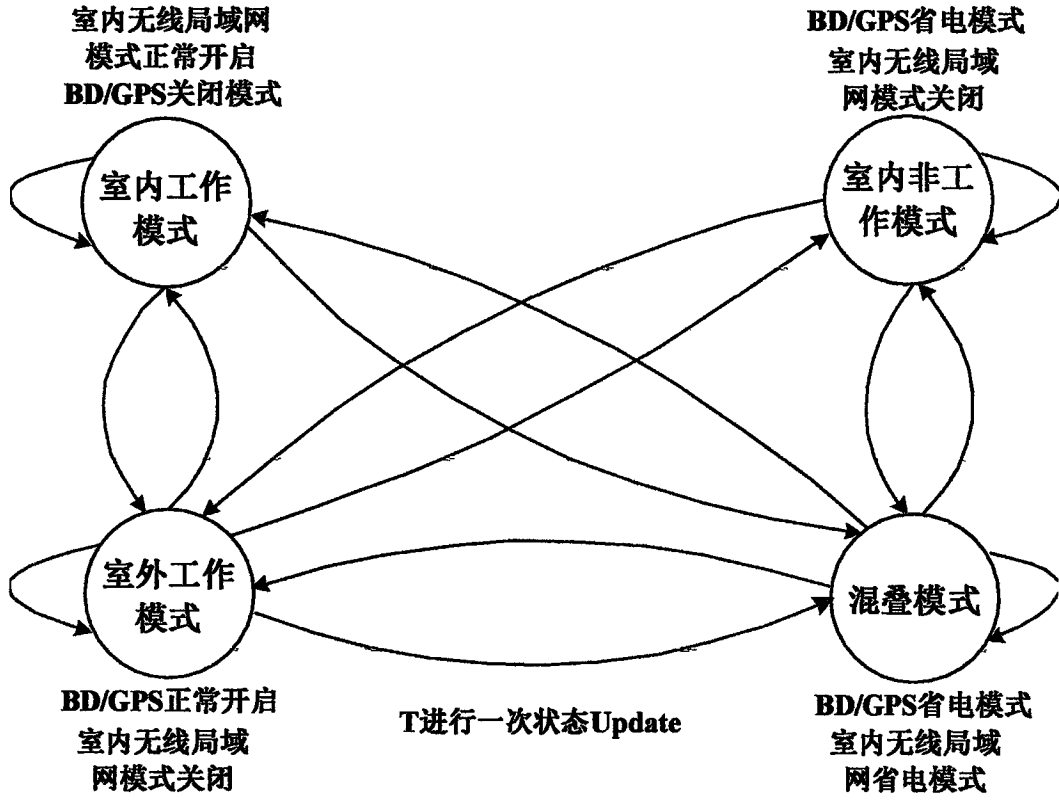 室内无线局域网
模式正常开启
BD/GPS关闭模式
室内工作
模式
BD/GPS省电模式
室内无线局域
网模式关闭
室内非工
作模式
室外工作
模式
BD/GPS正常开启
室内无线局域
网模式关闭
T进行一次状态Update
混叠模式
BD/GPS省电模式
室内无线局域
网省电模式